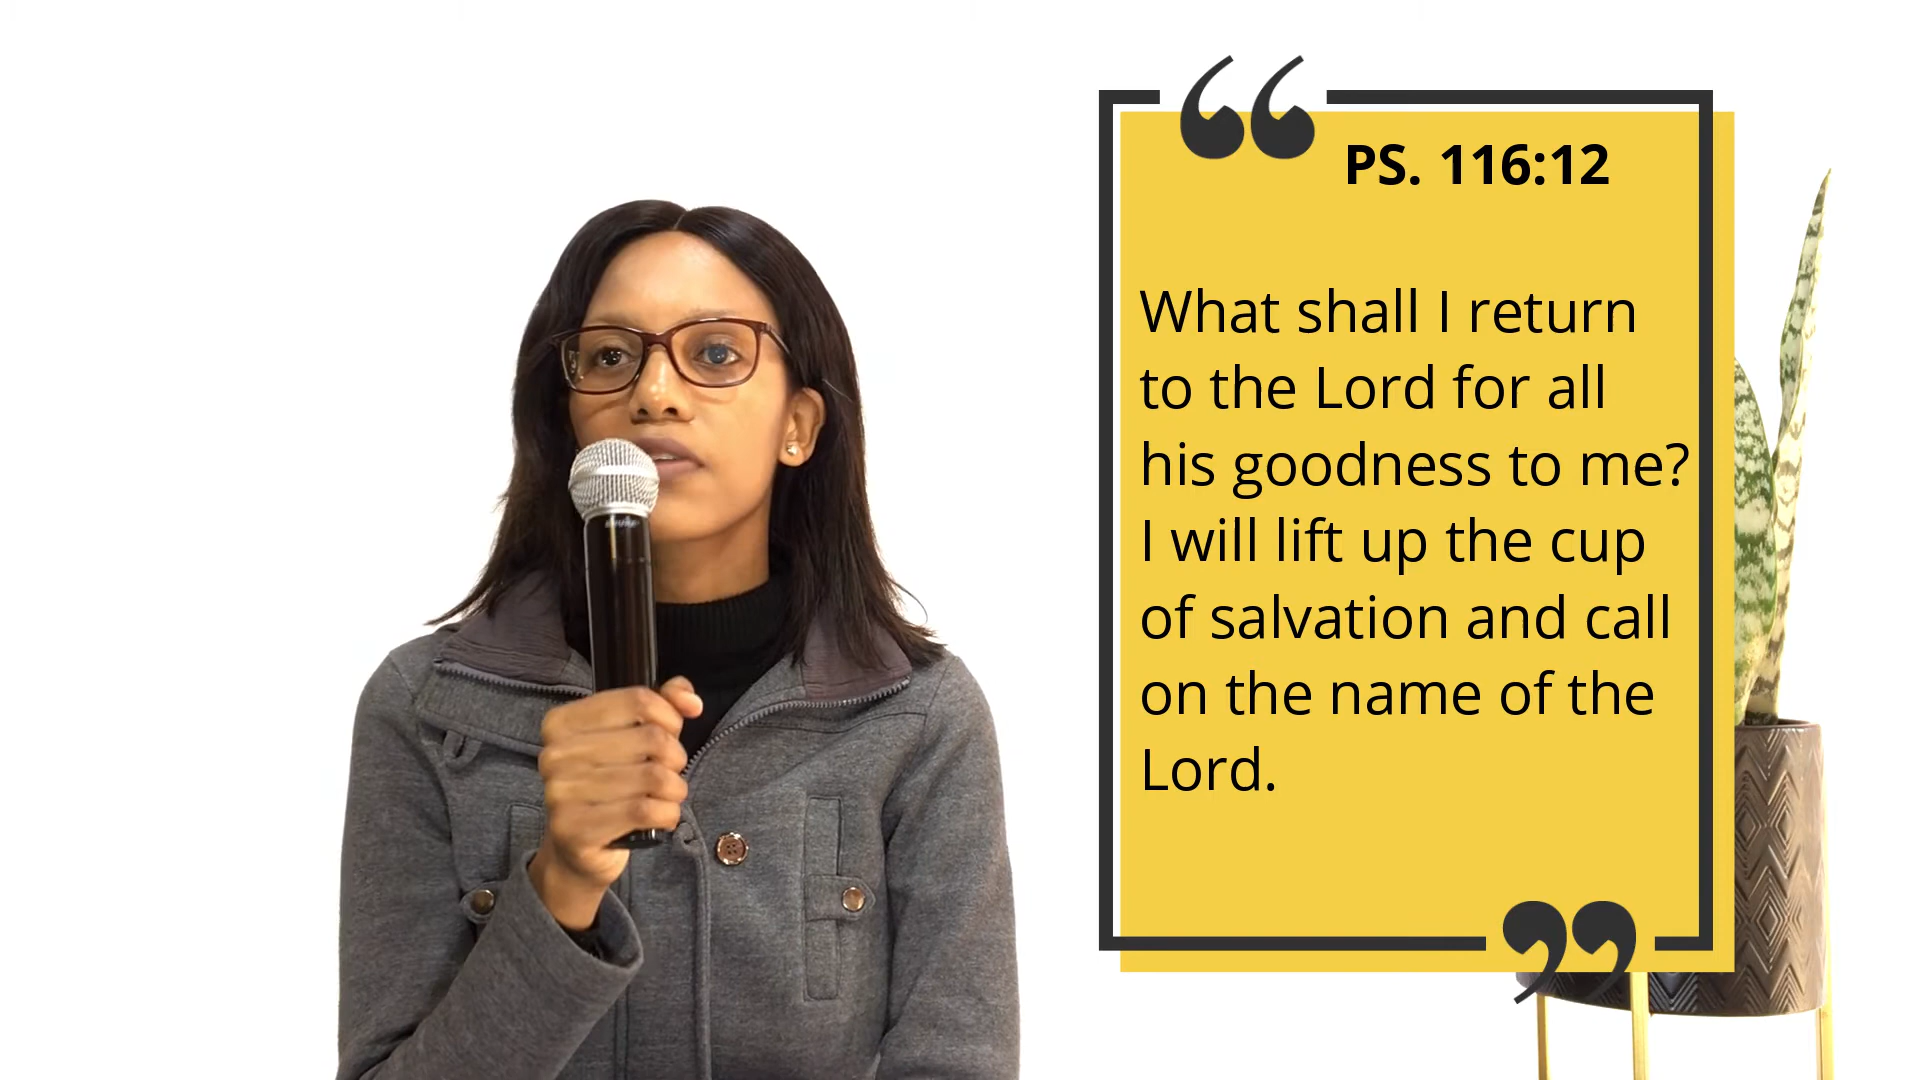 PS. 116:12
What shall I return
to the Lord for all
his goodness to me?
I will lift up the cup
of salvation and call
on the name of the
Lord.